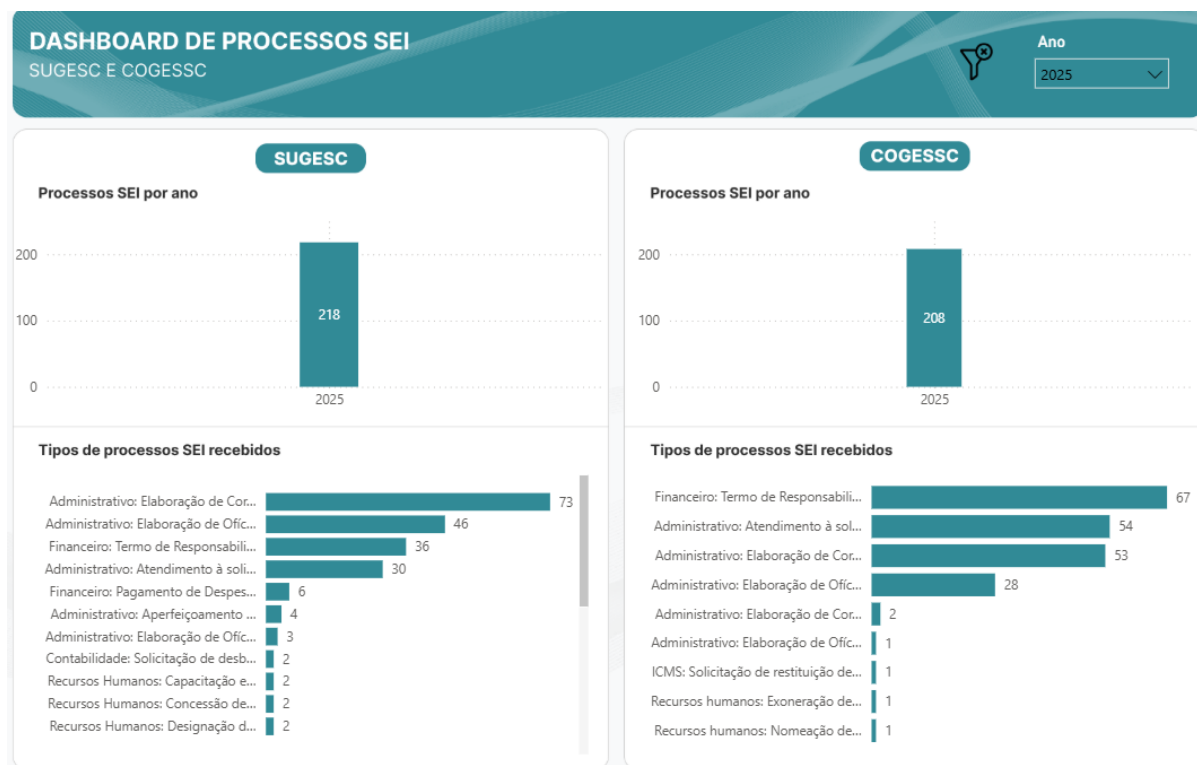 DASHBOARD DE PROCESSOS SEI
SUGESC E COGESSC
Ano
2025
SUGESC
Processos SEI por ano
200
100
0
218
2025
Tipos de processos SEI recebidos
Administrativo: Elaboração de Cor... 73
Administrativo: Elaboração de Ofíc... 46
Financeiro: Termo de Responsabili... 36
Administrativo: Atendimento à soli... 30
Financeiro: Pagamento de Despes... 6
Administrativo: Aperfeiçoamento ... 4
Administrativo: Elaboração de Ofíc... 3
Contabilidade: Solicitação de desb... 2
Recursos Humanos: Capacitação e... 2
Recursos Humanos: Concessão de... 2
Recursos Humanos: Designação d... 2
COGESSC
Processos SEI por ano
200
100
0
208
2025
Tipos de processos SEI recebidos
Financeiro: Termo de Responsabili... 67
Administrativo: Atendimento à sol... 54
Administrativo: Elaboração de Cor... 53
Administrativo: Elaboração de Ofíc... 28
Administrativo: Elaboração de Cor... 2
Administrativo: Elaboração de Ofíc... 1
ICMS: Solicitação de restituição de... 1
Recursos humanos: Exoneração de... 1
Recursos humanos: Nomeação de... 1